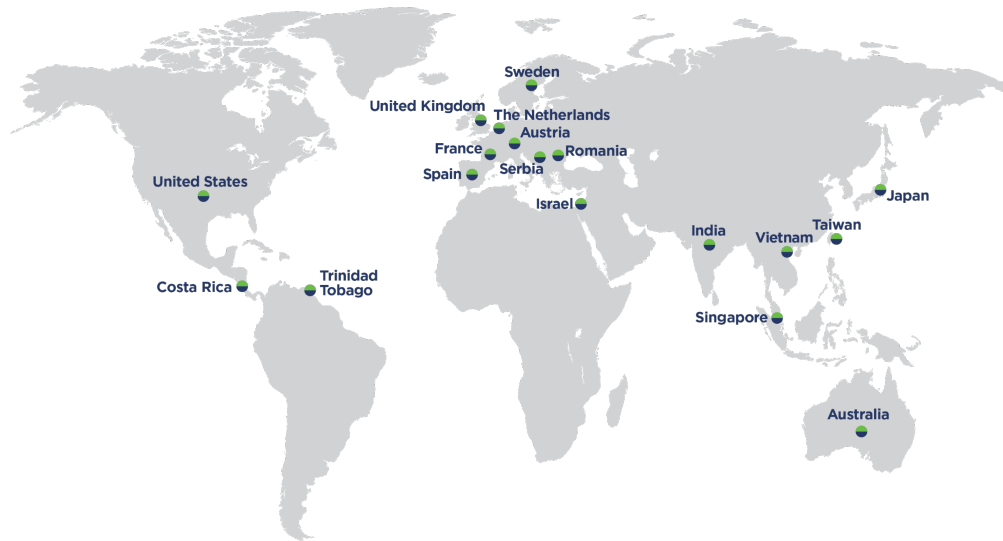 Sweden
United Kingdom
The Netherlands
Austria
France
Romania
Serbia
Spain
United States
Israel
Japan
India
Taiwan
Vietnam
Costa Rica
Trinidad
Tobago
Singapore
Australia